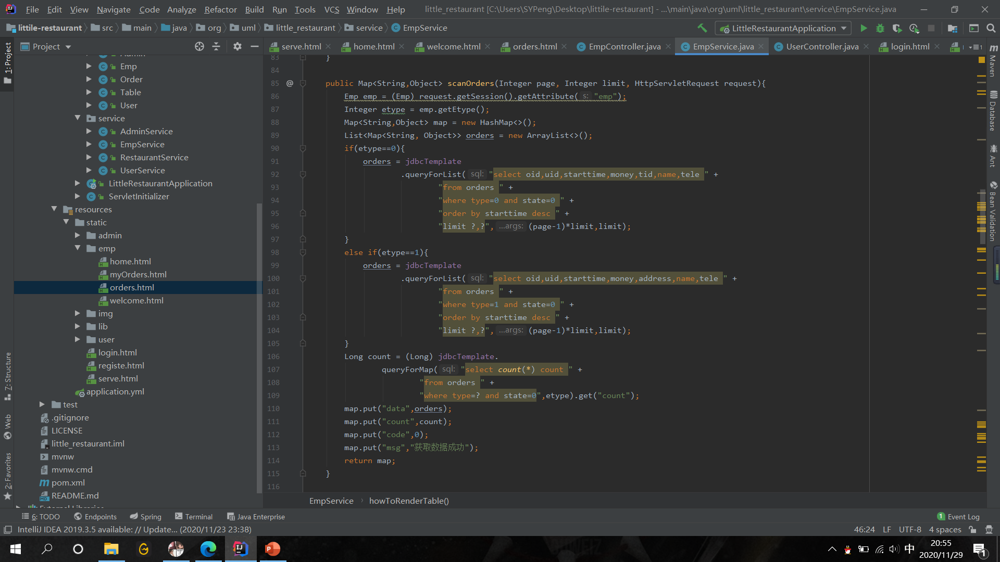 File Edit View Navigate Code Analyze Refactor Build Run Tools VCS Window Help little_restaurant [C:\Users\SYPeng\Desktop\littile-restaurant] - ...\main\java\org\uml\little_restaurant\service\EmpService.java
littile-restaurant src main java org uml little_restaurant service EmpService LittleRestaurantApplication
Project serve.html home.html welcome.html orders.html EmpController.java EmpService.java UserController.java login.html
1: Project
Emp
Order
Table
User
service
AdminService
EmpService
RestaurantService
UserService
LittleRestaurantApplication
ServletInitializer
resources
static
admin
emp
home.html
myOrders.html
orders.html
welcome.html
img
lib
user
login.html
registe.html
serve.html
application.yml
test
.gitignore
LICENSE
little_restaurant.iml
mvnw
mvnw.cmd
pom.xml
README.md
External Libraries
7: Structure
Web
2: Favorites
83 }
84
85 @ public Map<String,Object> scanOrders(Integer page, Integer limit, HttpServletRequest request){
86 Emp emp = (Emp) request.getSession().getAttribute( s: "emp");
87 Integer etype = emp.getEtype();
88 Map<String,Object> map = new HashMap<>();
89 List<Map<String, Object>> orders = new ArrayList<>();
90 if(etype==0){
91 orders = jdbcTemplate
92 .queryForList( sql: "select oid,uid,starttime,money,tid,name,tele " +
93 "from orders " +
94 "where type=0 and state=0 " +
95 "order by starttime desc " +
96 "limit ?,?", ...args: (page-1)*limit,limit);
97 }
98 else if(etype==1){
99 orders = jdbcTemplate
100 .queryForList( sql: "select oid,uid,starttime,money,address,name,tele " +
101 "from orders " +
102 "where type=1 and state=0 " +
103 "order by starttime desc " +
104 "limit ?,?", ...args: (page-1)*limit,limit);
105 }
106 Long count = (Long) jdbcTemplate.
107 queryForMap( sql: "select count(*) count " +
108 "from orders " +
109 "where type=? and state=0",etype).get("count");
110 map.put("data",orders);
111 map.put("count",count);
112 map.put("code",0);
113 map.put("msg","获取数据成功");
114 return map;
115 }
116
EmpService howToRenderTable()
Maven
Database
Ant
Bean Validation
6: TODO Endpoints Spring Terminal Java Enterprise 1 Event Log
IntelliJ IDEA 2019.3.5 available: // Update... (2020/11/23 23:38) 46:24 LF UTF-8 4 spaces
中 20:55
2020/11/29 1